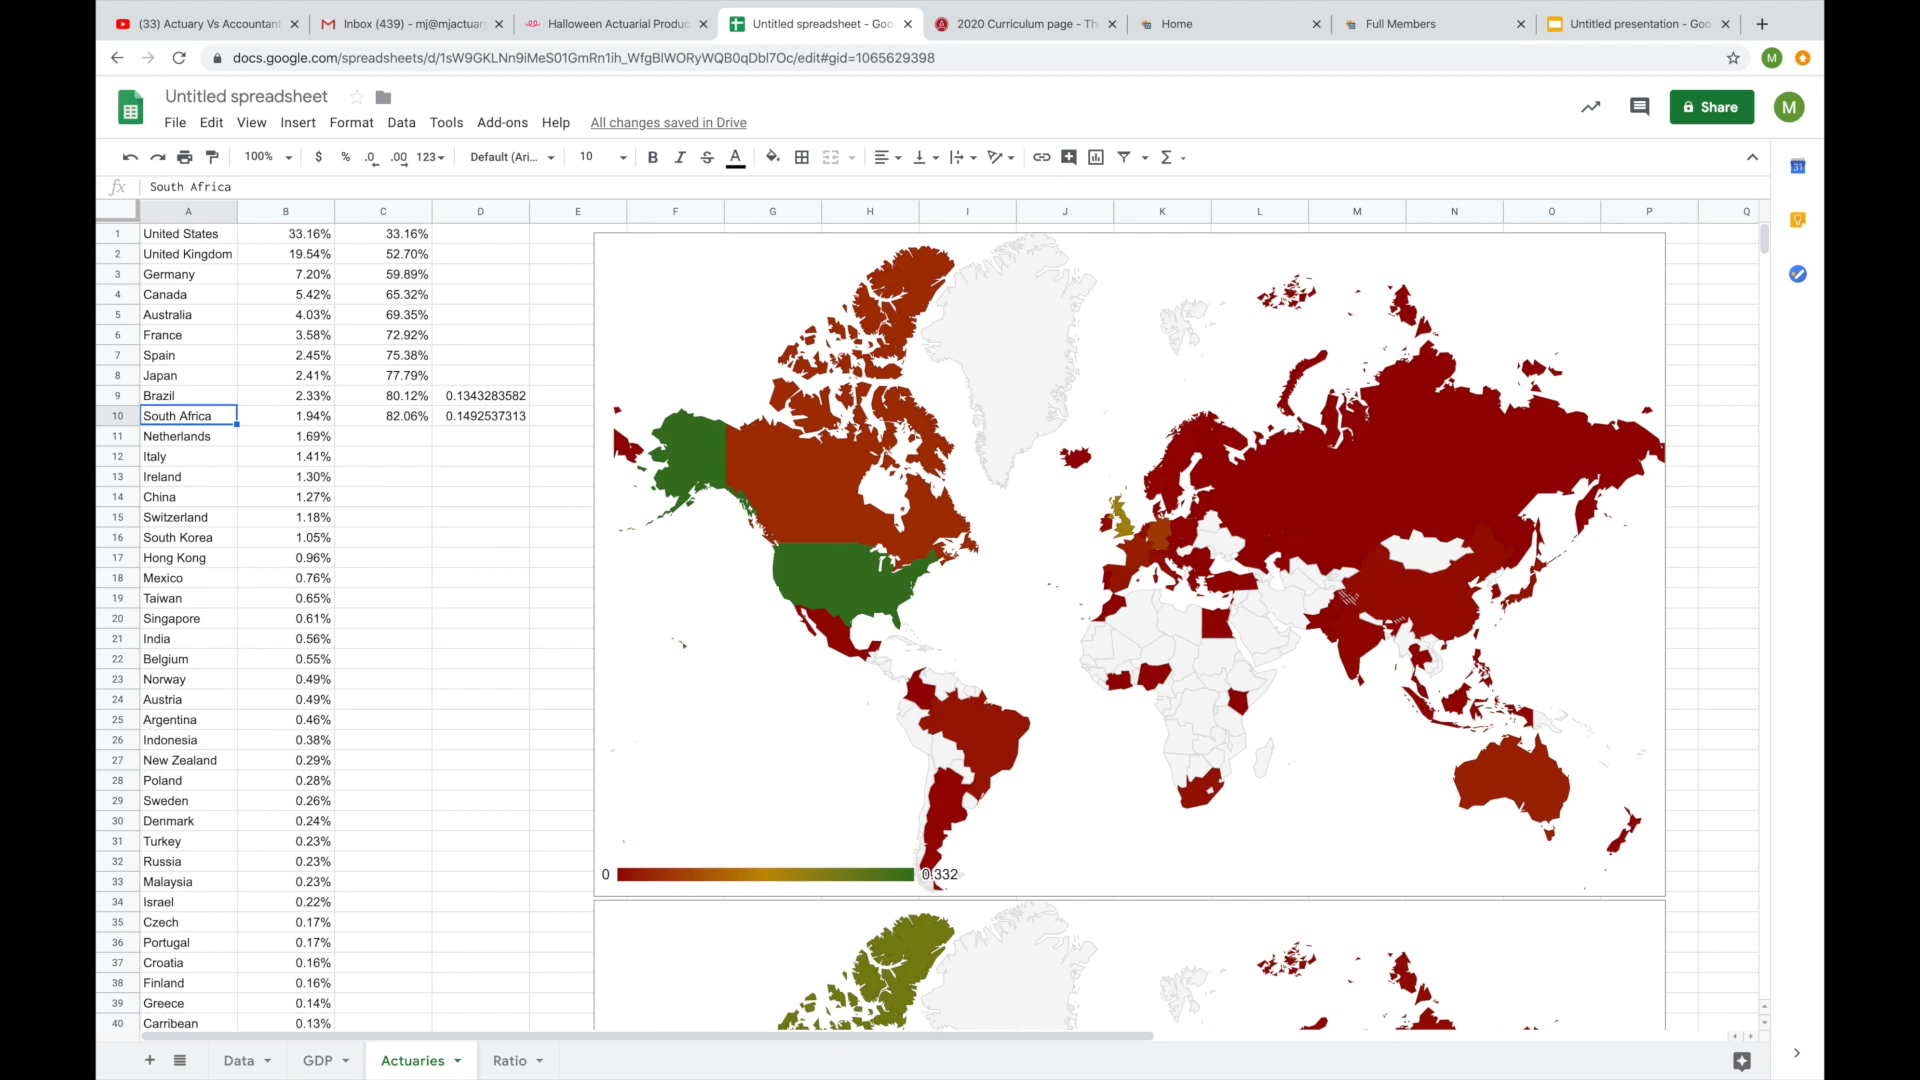 (33) Actuary Vs Accountant
Inbox (439) - mj@mjactuary
Halloween Actuarial Produc
Untitled spreadsheet - Goo
2020 Curriculum page - Th
Home
Full Members
Untitled presentation - Goo
docs.google.com/spreadsheets/d/1sW9GKLNn9iMeS01GmRn1ih_WfgBlWORyWQB0qDbl7Oc/edit#gid=1065629398
M
Untitled spreadsheet
File Edit View Insert Format Data Tools Add-ons Help All changes saved in Drive
Share
M
100% $ % .0 .00 123 Default (Ari... 10 B I S A Σ
31
fx South Africa
A B C D E F G H I J K L M N O P Q
1 United States 33.16% 33.16%
2 United Kingdom 19.54% 52.70%
3 Germany 7.20% 59.89%
4 Canada 5.42% 65.32%
5 Australia 4.03% 69.35%
6 France 3.58% 72.92%
7 Spain 2.45% 75.38%
8 Japan 2.41% 77.79%
9 Brazil 2.33% 80.12% 0.1343283582
10 South Africa 1.94% 82.06% 0.1492537313
11 Netherlands 1.69%
12 Italy 1.41%
13 Ireland 1.30%
14 China 1.27%
15 Switzerland 1.18%
16 South Korea 1.05%
17 Hong Kong 0.96%
18 Mexico 0.76%
19 Taiwan 0.65%
20 Singapore 0.61%
21 India 0.56%
22 Belgium 0.55%
23 Norway 0.49%
24 Austria 0.49%
25 Argentina 0.46%
26 Indonesia 0.38%
27 New Zealand 0.29%
28 Poland 0.28%
29 Sweden 0.26%
30 Denmark 0.24%
31 Turkey 0.23%
32 Russia 0.23%
33 Malaysia 0.23%
34 Israel 0.22%
35 Czech 0.17%
36 Portugal 0.17%
37 Croatia 0.16%
38 Finland 0.16%
39 Greece 0.14%
40 Carribean 0.13%
0 0.332
Data GDP Actuaries Ratio